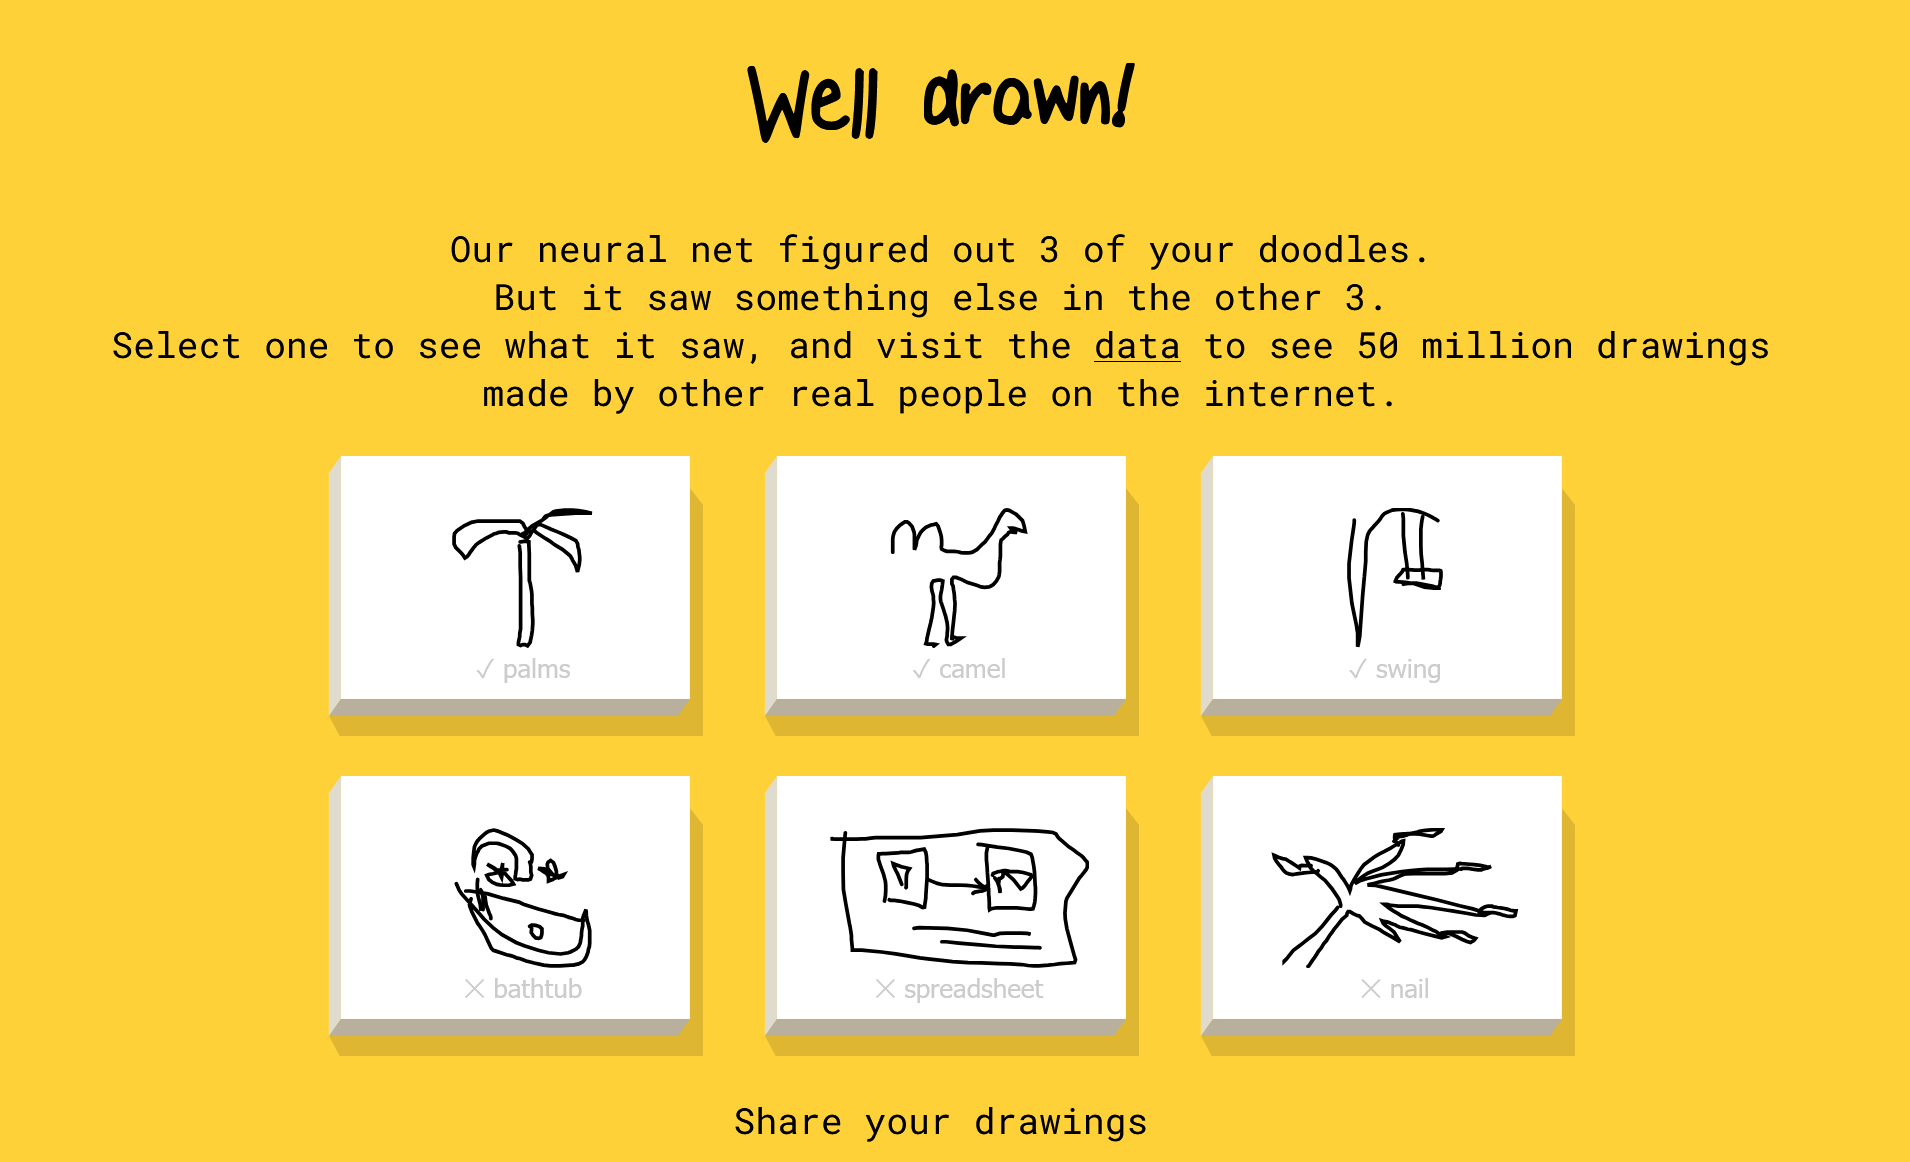 Well drawn!
Our neural net figured out 3 of your doodles.
But it saw something else in the other 3.
Select one to see what it saw, and visit the data to see 50 million drawings
made by other real people on the internet.
✓ palms
✓ camel
✓ swing
✕ bathtub
✕ spreadsheet
✕ nail
Share your drawings